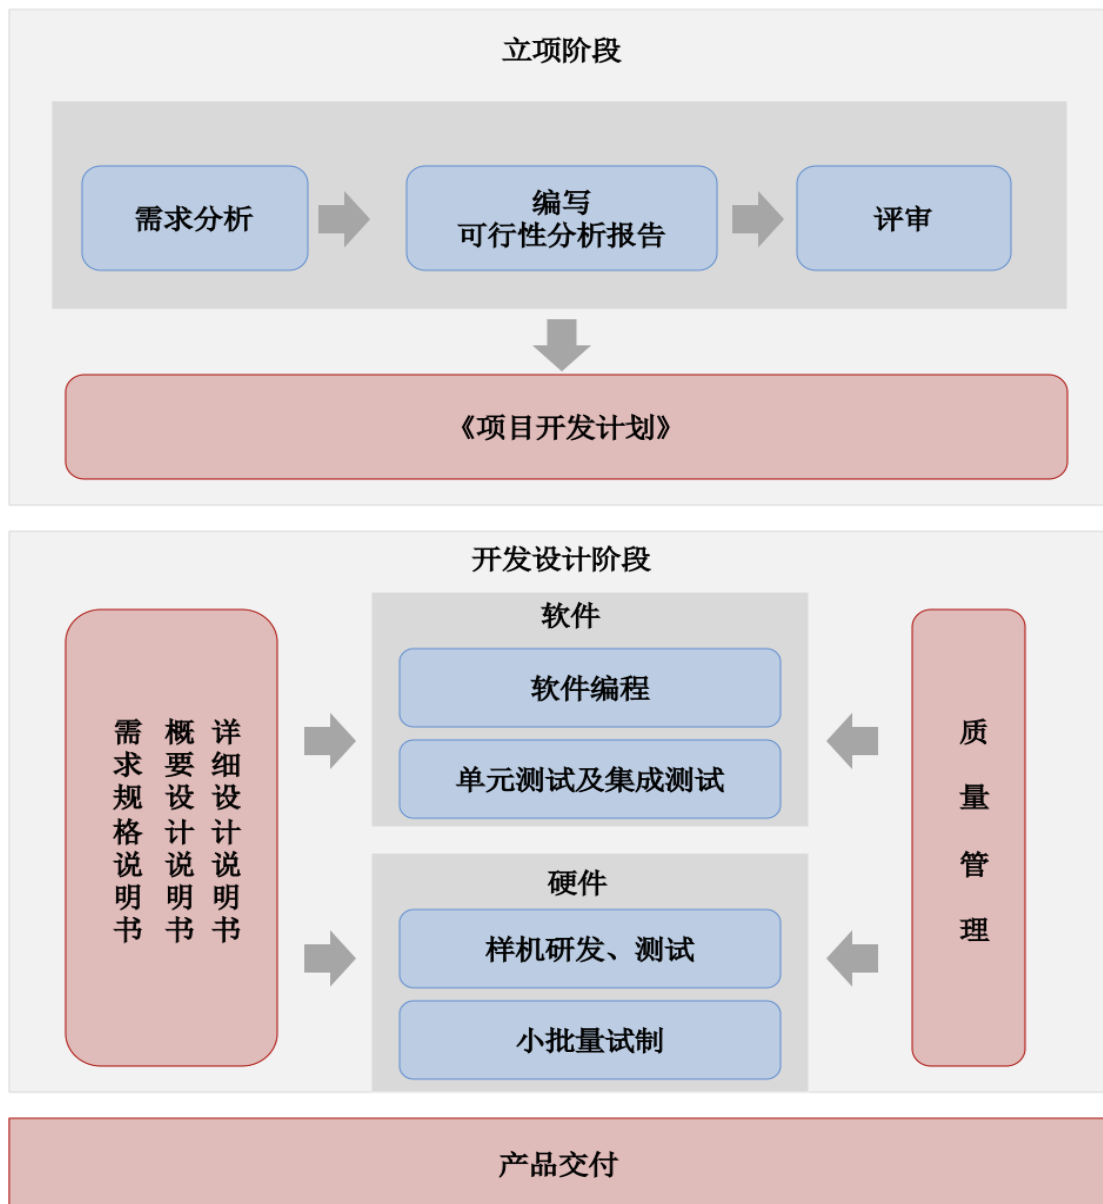 立项阶段
需求分析
编写
可行性分析报告
评审
《项目开发计划》
开发设计阶段
需求规格说明书
概要设计说明书
详细设计说明书
软件
软件编程
单元测试及集成测试
硬件
样机研发、测试
小批量试制
质量管理
产品交付